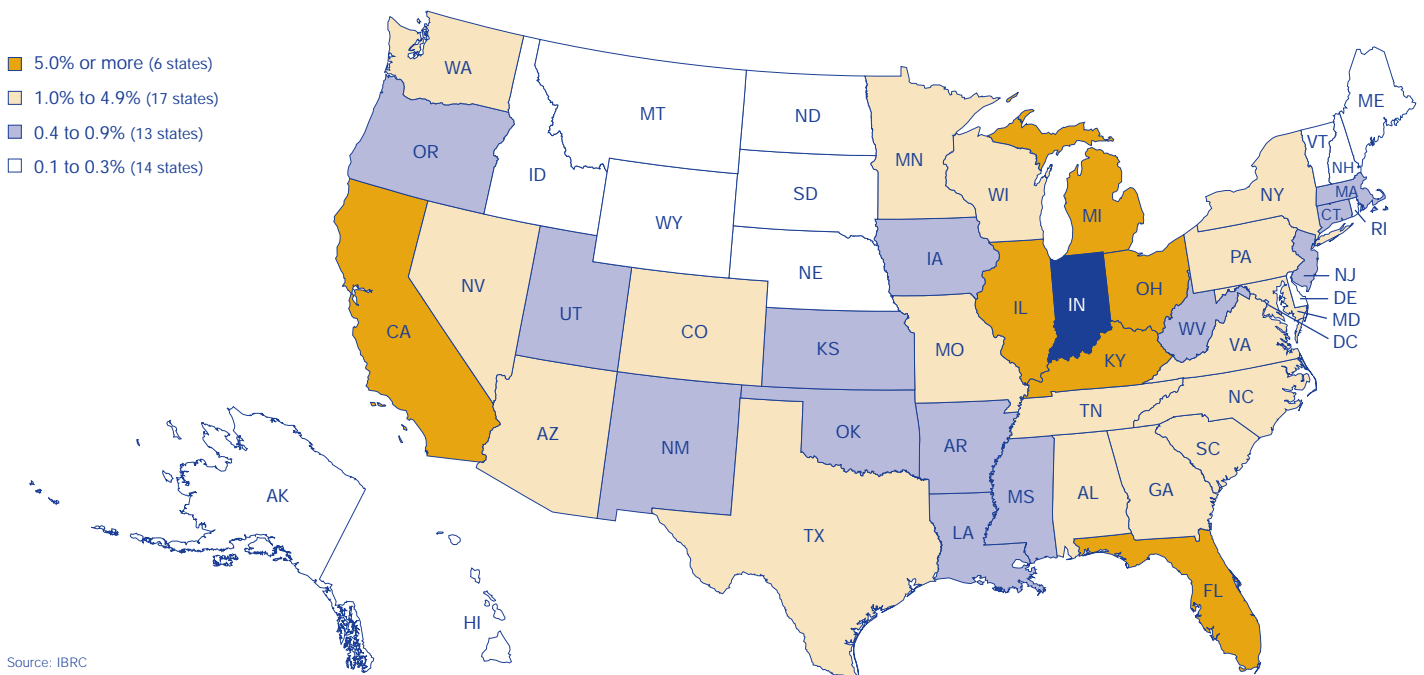 5.0% or more (6 states)
1.0% to 4.9% (17 states)
0.4 to 0.9% (13 states)
0.1 to 0.3% (14 states)
WA
OR
ID
MT
ND
MN
SD
WY
NE
IA
WI
MI
NY
VT
NH
ME
MA
CT
RI
PA
NJ
DE
MD
DC
CA
NV
UT
CO
KS
MO
IL
IN
OH
WV
VA
KY
TN
NC
SC
AZ
NM
OK
AR
TX
LA
MS
AL
GA
FL
AK
HI
Source: IBRC